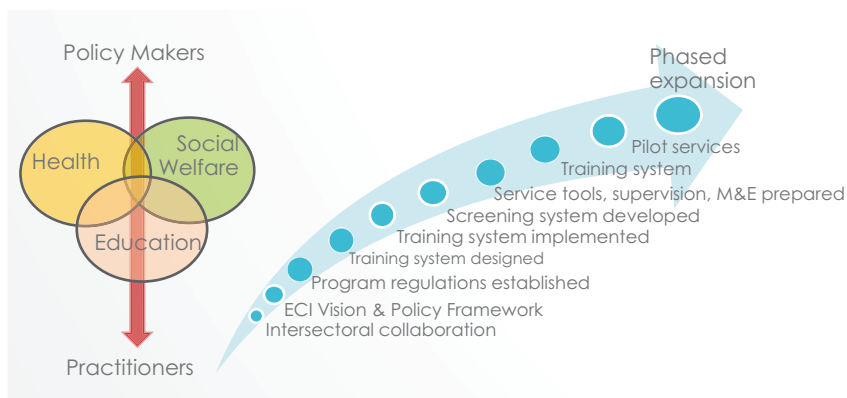 Policy Makers
Health
Social
Welfare
Education
Practitioners
Phased
expansion
Pilot services
Training system
Service tools, supervision, M&E prepared
Screening system developed
Training system implemented
Training system designed
Program regulations established
ECI Vision & Policy Framework
Intersectoral collaboration